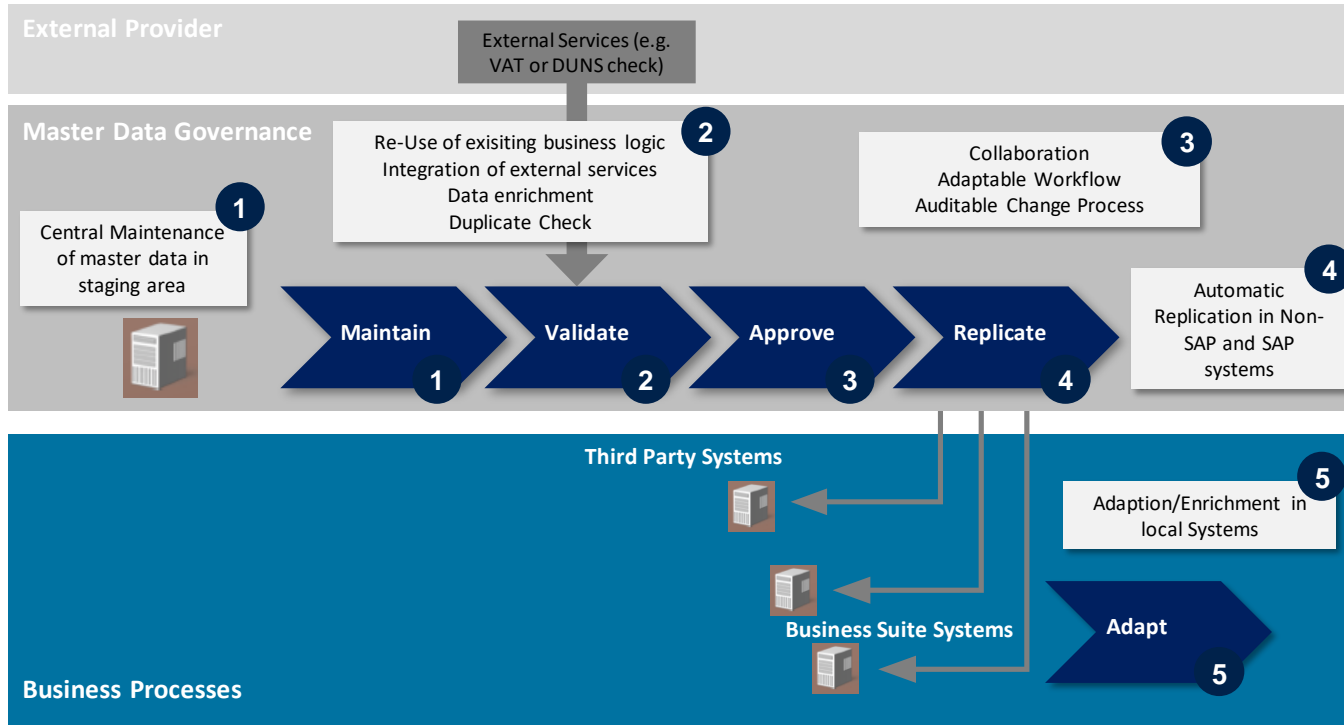 External Provider
External Services (e.g.
VAT or DUNS check)
Master Data Governance
Re-Use of exisiting business logic
Integration of external services
Data enrichment
Duplicate Check
2
Collaboration
Adaptable Workflow
Auditable Change Process
3
Central Maintenance
of master data in
staging area
1
Automatic
Replication in Non-
SAP and SAP
systems
4
Maintain
1
Validate
2
Approve
3
Replicate
4
Third Party Systems
Adaption/Enrichment in
local Systems
5
Business Suite Systems
Adapt
5
Business Processes